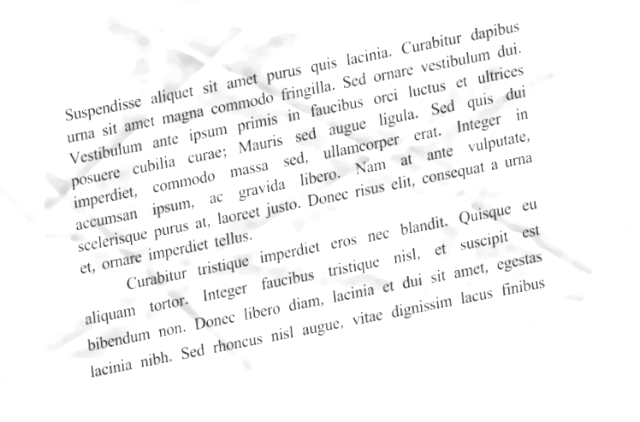 Suspendisse aliquet sit amet purus quis lacinia. Curabitur dapibus
urna sit amet magna commodo fringilla. Sed ornare vestibulum dui.
Vestibulum ante ipsum primis in faucibus orci luctus et ultrices
posuere cubilia curae; Mauris sed augue ligula. Sed quis dui
imperdiet, commodo massa sed, ullamcorper erat. Integer in
accumsan ipsum, ac gravida libero. Nam at ante vulputate,
scelerisque purus at, laoreet justo. Donec risus elit, consequat a urna
et, ornare imperdiet tellus.
Curabitur tristique imperdiet eros nec blandit. Quisque eu
aliquam tortor. Integer faucibus tristique nisl, et suscipit est
bibendum non. Donec libero diam, lacinia et dui sit amet, egestas
lacinia nibh. Sed rhoncus nisl augue, vitae dignissim lacus finibus